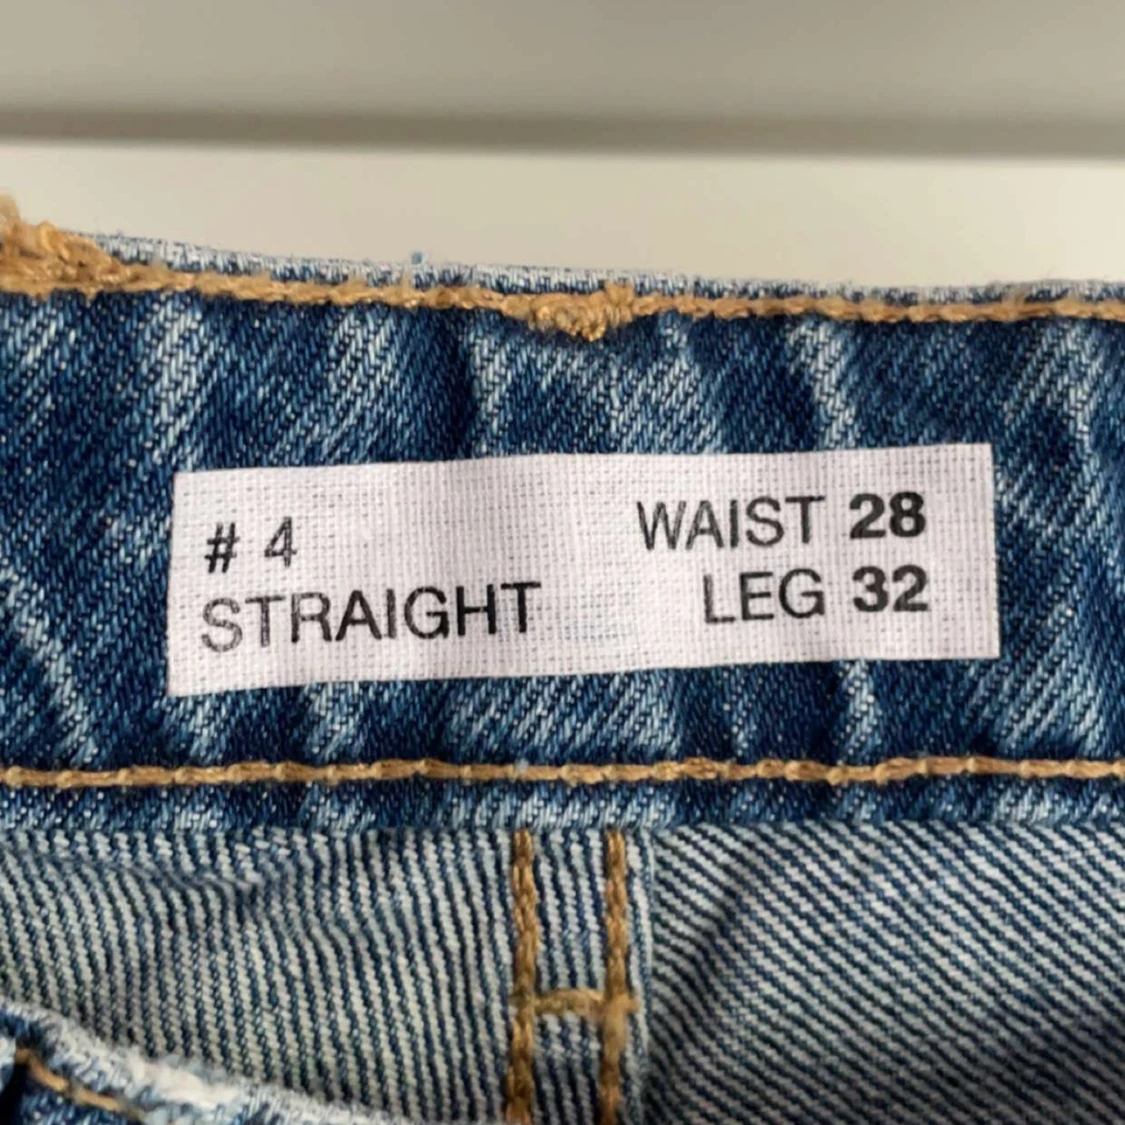 # 4
STRAIGHT
WAIST 28
LEG 32